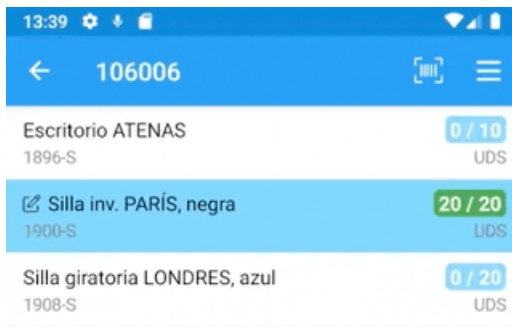 13:39
106006
Escritorio ATENAS
0 / 10
1896-S
UDS
Silla inv. PARÍS, negra
20 / 20
1900-S
UDS
Silla giratoria LONDRES, azul
0 / 20
1908-S
UDS